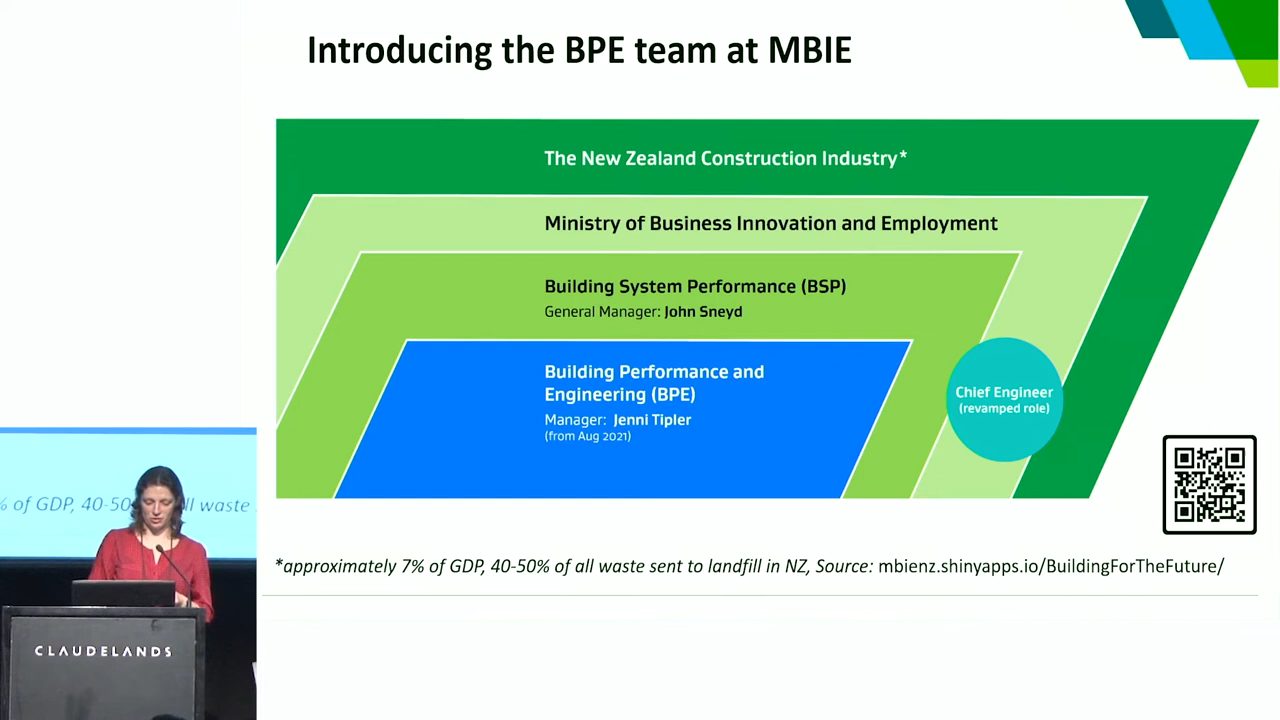 Introducing the BPE team at MBIE
The New Zealand Construction Industry*
Ministry of Business Innovation and Employment
Building System Performance (BSP)
General Manager: John Sneyd
Building Performance and
Engineering (BPE)
Manager: Jenni Tipler
(from Aug 2021)
Chief Engineer
(revamped role)
*approximately 7% of GDP, 40-50% of all waste sent to landfill in NZ, Source: mbienz.shinyapps.io/BuildingForTheFuture/
% of GDP, 40-50 all waste
CLAUDELANDS